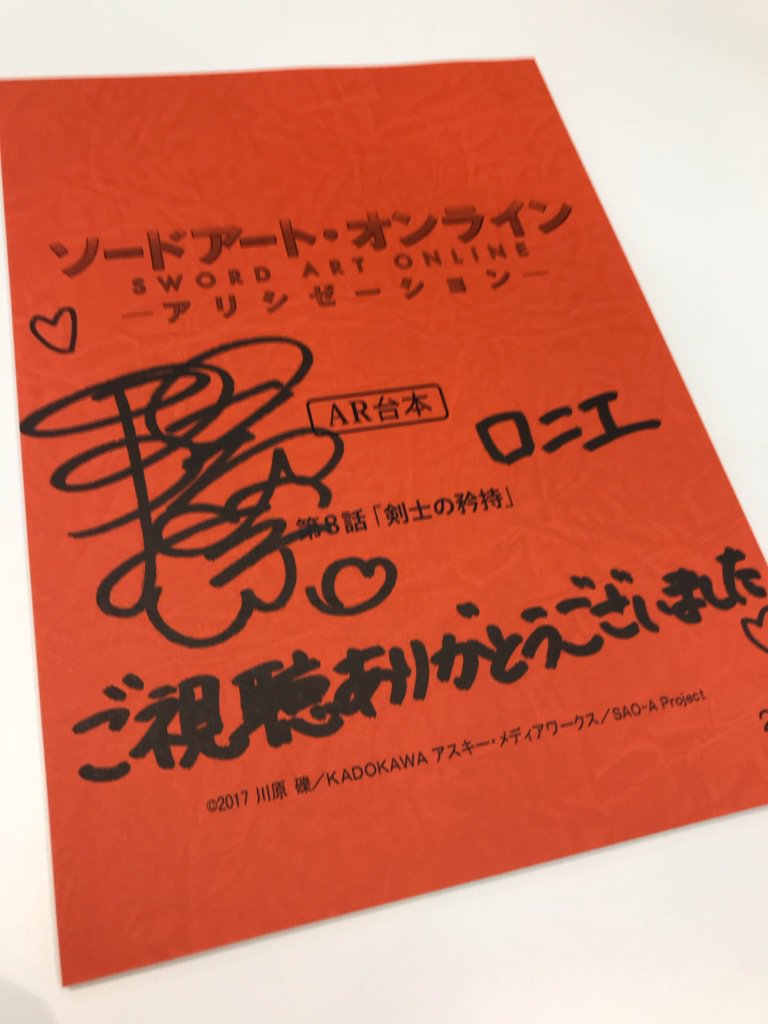 ソードアート・オンライン
SWORD ART ONLINE
―アリシゼーション―
AR台本
ロニエ
第8話「剣士の矜持」
ご視聴ありがとうございました
©2017 川原 礫／KADOKAWA アスキー・メディアワークス／SAO-A Project